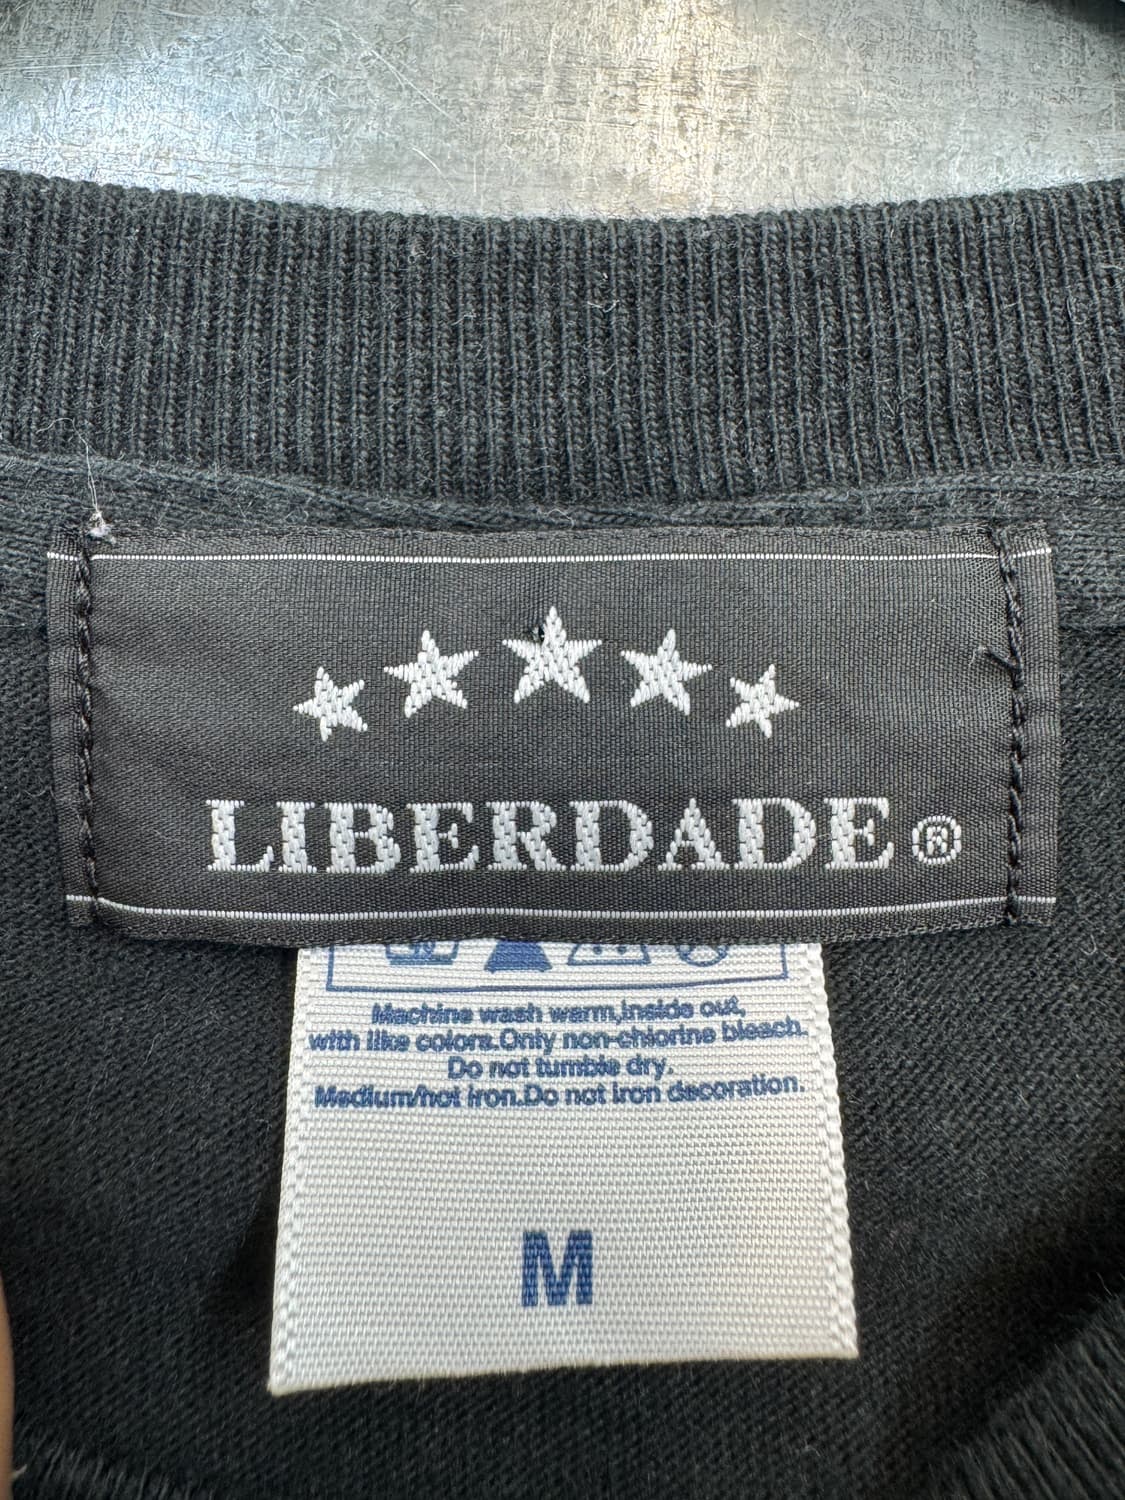 LIBERDADE®
Machine wash warm,inside out,
with like colors.Only non-chlorine bleach.
Do not tumble dry.
Medium/hot iron.Do not iron decoration.
M